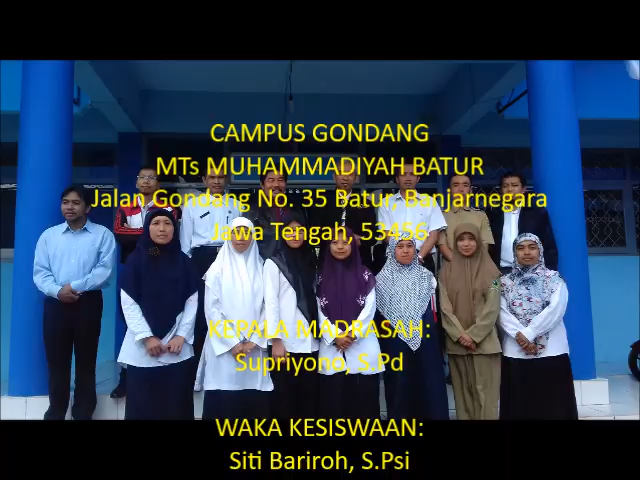 CAMPUS GONDANG
MTs MUHAMMADIYAH BATUR
Jalan Gondang No. 35 Batur, Banjarnegara
Jawa Tengah, 53456
KEPALA MADRASAH:
Supriyono, S.Pd
WAKA KESISWAAN:
Siti Bariroh, S.Psi